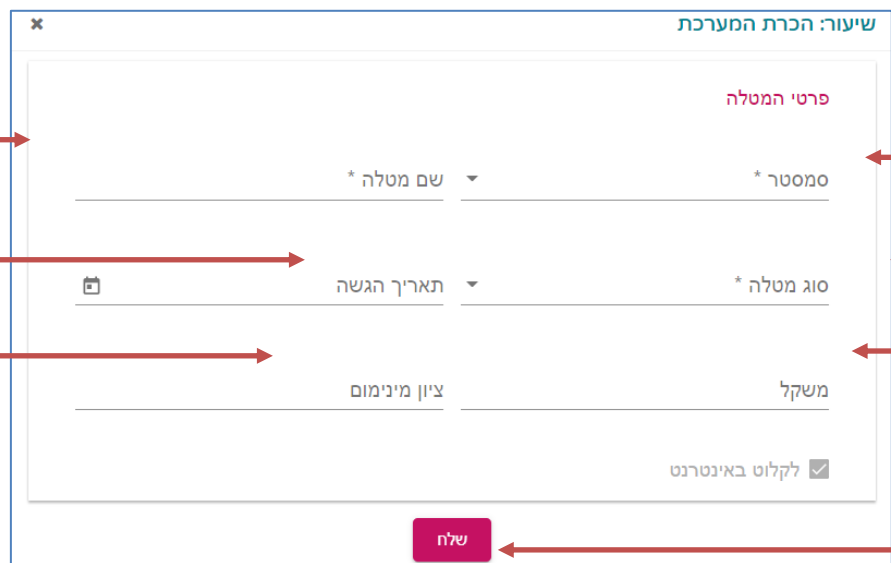 שיעור: הכרת המערכת
פרטי המטלה
סמסטר * שם מטלה *
סוג מטלה * תאריך הגשה
משקל ציון מינימום
לקלוט באינטרנט
שלח